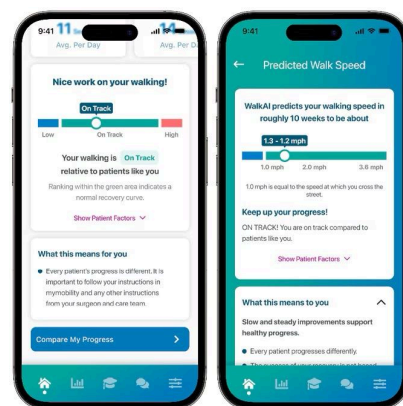 9:41
11
14
Avg. Per Day
Avg. Per D
Nice work on your walking!
On Track
Low
On Track
High
Your walking is On Track
relative to patients like you
Ranking within the green area indicates a
normal recovery curve.
Show Patient Factors
What this means for you
Every patient's progress is different. It is
important to follow your instructions in
mymobility and any other instructions
from your surgeon and care team.
Compare My Progress
9:41
Predicted Walk Speed
WalkAI predicts your walking speed in
roughly 10 weeks to be about
1.3 - 1.2 mph
1.0 mph
2.0 mph
3.8 mph
1.0 mph is equal to the speed at which you cross the
street.
Keep up your progress!
ON TRACK! You are on track compared to
patients like you.
Show Patient Factors
What this means to you
Slow and steady improvements support
healthy progress.
Every patient progresses differently.